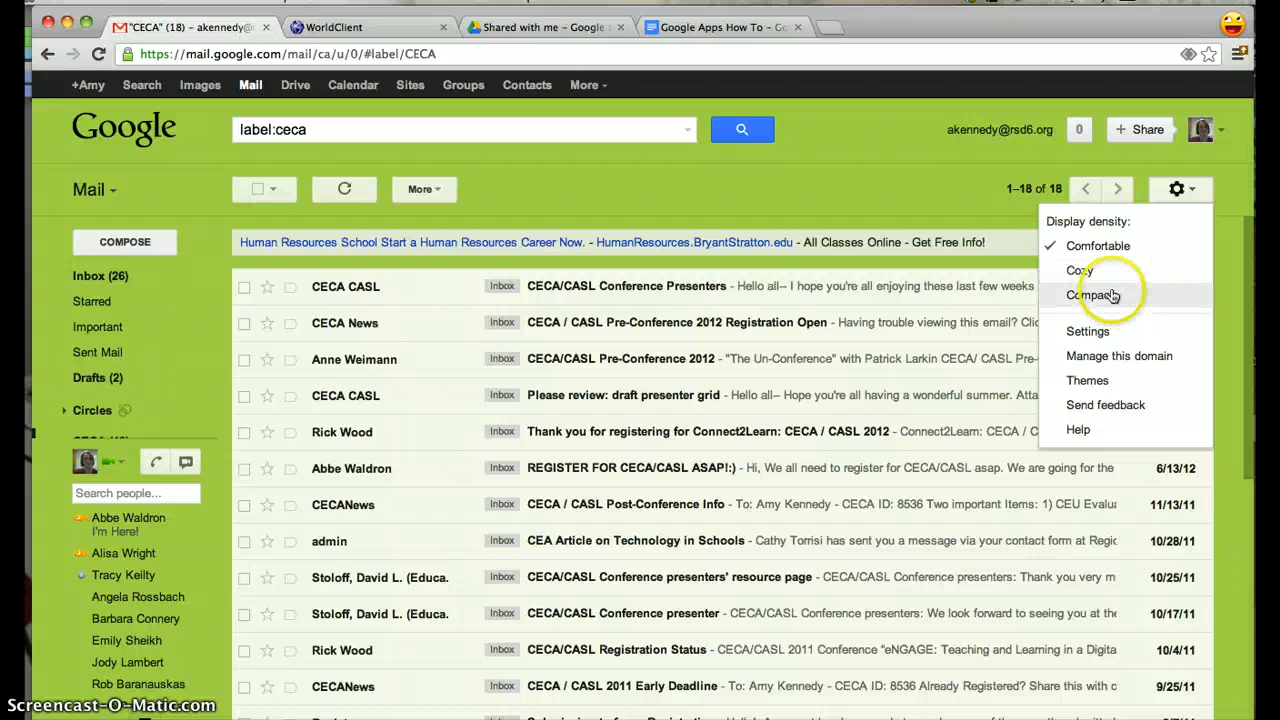 "CECA" (18) - akennedy@
WorldClient
Shared with me - Google
Google Apps How To -
https://mail.google.com/mail/ca/u/0/#label/CECA
+Amy Search Images Mail Drive Calendar Sites Groups Contacts More
Google
label:ceca
akennedy@rsd6.org 0 + Share
Mail
More
1–18 of 18
COMPOSE
Inbox (26)
Starred
Important
Sent Mail
Drafts (2)
Circles
Search people...
Abbe Waldron
I'm Here!
Alisa Wright
Tracy Keilty
Angela Rossbach
Barbara Connery
Emily Sheikh
Jody Lambert
Rob Baranauskas
Human Resources School Start a Human Resources Career Now. - HumanResources.BryantStratton.edu - All Classes Online - Get Free Info!
CECA CASL Inbox CECA/CASL Conference Presenters - Hello all-- I hope you're all enjoying these last few weeks
CECA News Inbox CECA / CASL Pre-Conference 2012 Registration Open - Having trouble viewing this email? Clic
Anne Weimann Inbox CECA/CASL Pre-Conference 2012 - "The Un-Conference" with Patrick Larkin CECA/ CASL Pre-
CECA CASL Inbox Please review: draft presenter grid - Hello all-- Hope you're all having a wonderful summer. Atta
Rick Wood Inbox Thank you for registering for Connect2Learn: CECA / CASL 2012 - Connect2Learn: CECA / C
Abbe Waldron Inbox REGISTER FOR CECA/CASL ASAP!:) - Hi, We all need to register for CECA/CASL asap. We are going for the 6/13/12
CECANews Inbox CECA / CASL Post-Conference Info - To: Amy Kennedy - CECA ID: 8536 Two important Items: 1) CEU Evalua 11/13/11
admin Inbox CEA Article on Technology in Schools - Cathy Torrisi has sent you a message via your contact form at Regic 10/28/11
Stoloff, David L. (Educa. Inbox CECA/CASL Conference presenters' resource page - CECA/CASL Conference presenters: Thank you very m 10/25/11
Stoloff, David L. (Educa. Inbox CECA/CASL Conference presenter - CECA/CASL Conference presenters: We look forward to seeing you at the 10/17/11
Rick Wood Inbox CECA/CASL Registration Status - CECA/CASL 2011 Conference "eNGAGE: Teaching and Learning in a Digita 10/4/11
CECANews Inbox CECA / CASL 2011 Early Deadline - To: Amy Kennedy - CECA ID: 8536 Already Registered? Share this with c 9/25/11
Display density:
Comfortable
Cozy
Compact
Settings
Manage this domain
Themes
Send feedback
Help
Screencast-O-Matic.com